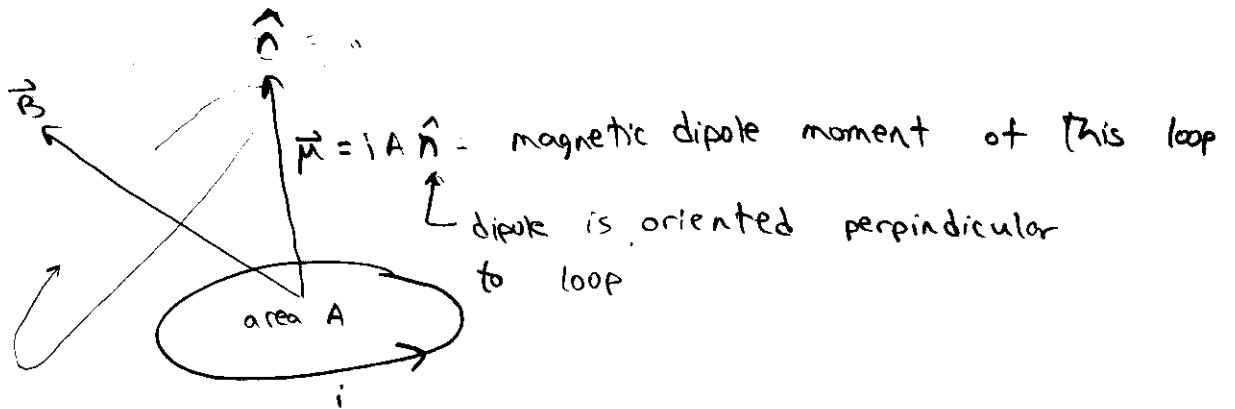 n̂
B⃗
μ⃗ = i A n̂ - magnetic dipole moment of this loop
dipole is oriented perpindicular
to loop
area A
i